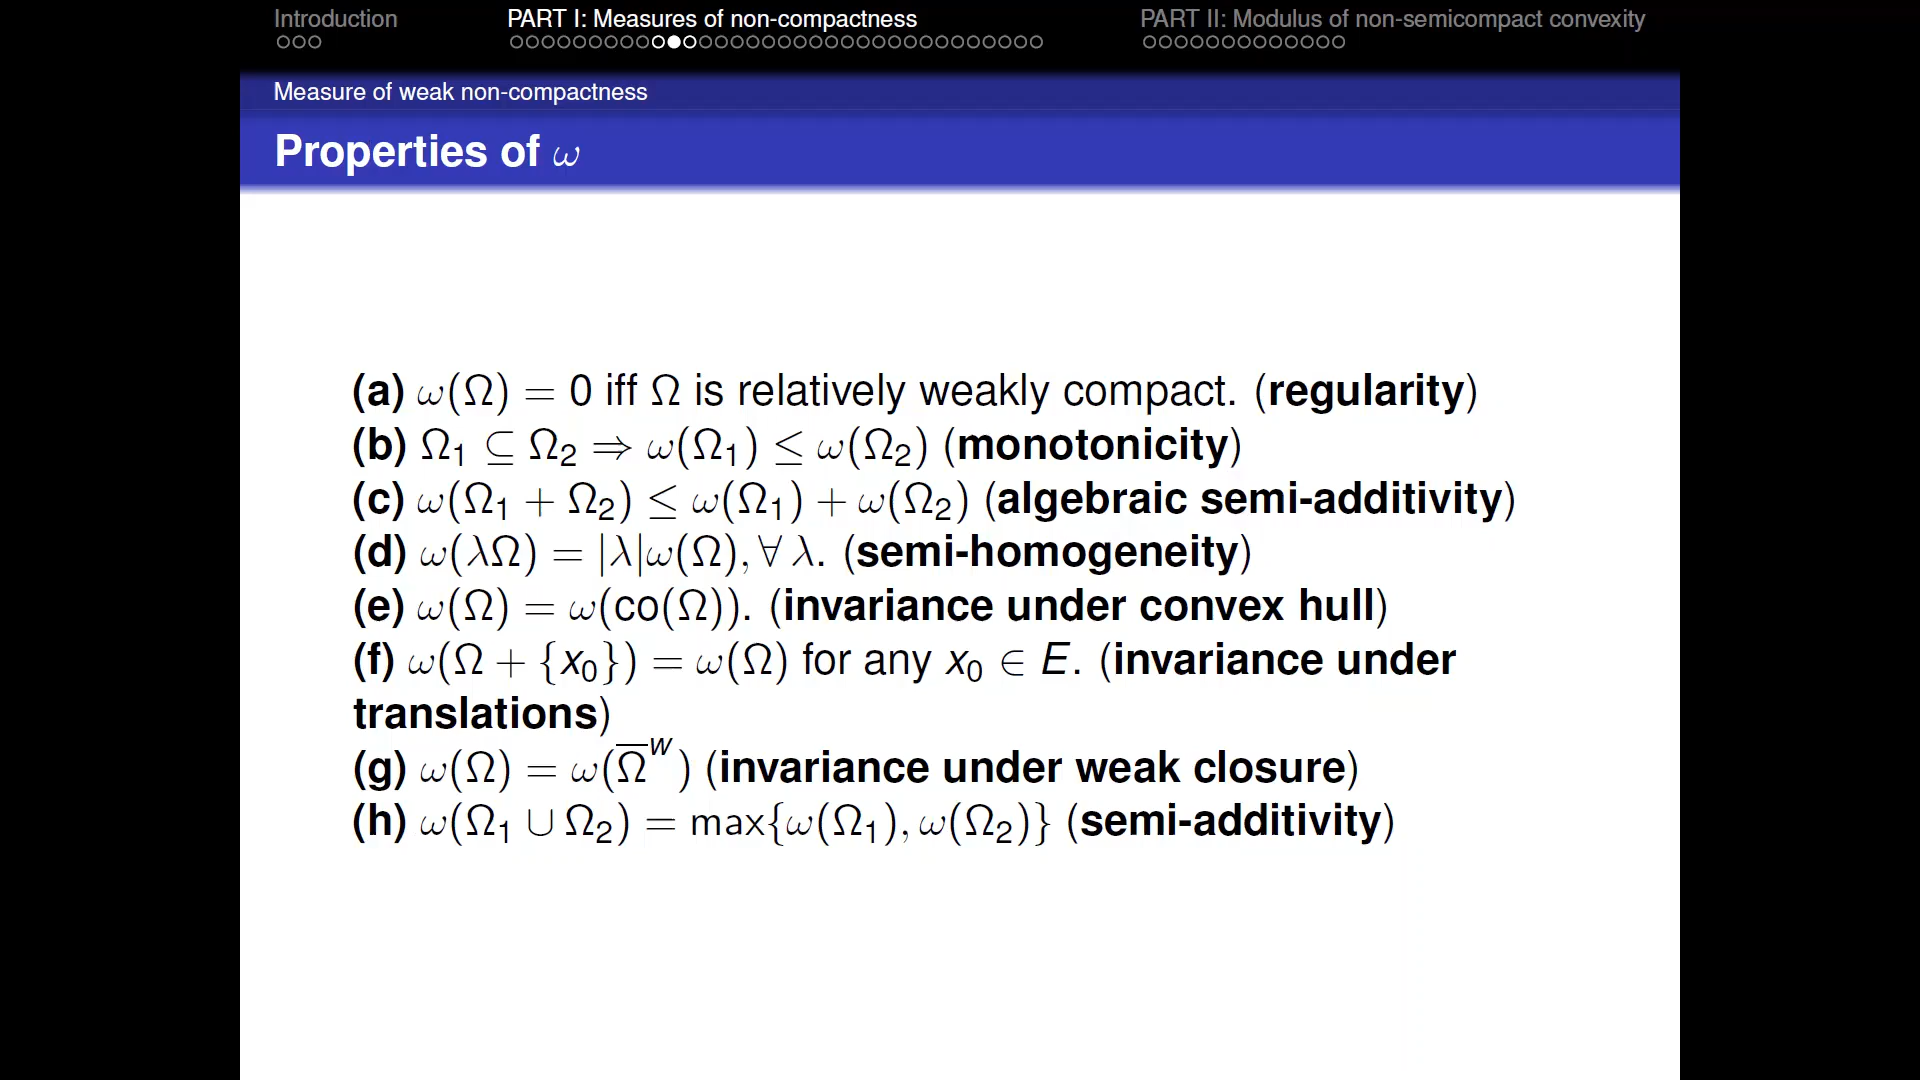 Introduction
PART I: Measures of non-compactness
PART II: Modulus of non-semicompact convexity
Measure of weak non-compactness
Properties of ω
(a) ω(Ω) = 0 iff Ω is relatively weakly compact. (regularity)
(b) Ω₁ ⊆ Ω₂ ⇒ ω(Ω₁) ≤ ω(Ω₂) (monotonicity)
(c) ω(Ω₁ + Ω₂) ≤ ω(Ω₁) + ω(Ω₂) (algebraic semi-additivity)
(d) ω(λΩ) = |λ|ω(Ω), ∀ λ. (semi-homogeneity)
(e) ω(Ω) = ω(co(Ω)). (invariance under convex hull)
(f) ω(Ω + {x₀}) = ω(Ω) for any x₀ ∈ E. (invariance under
translations)
(g) ω(Ω) = ω(Ω̅ʷ) (invariance under weak closure)
(h) ω(Ω₁ ∪ Ω₂) = max{ω(Ω₁), ω(Ω₂)} (semi-additivity)